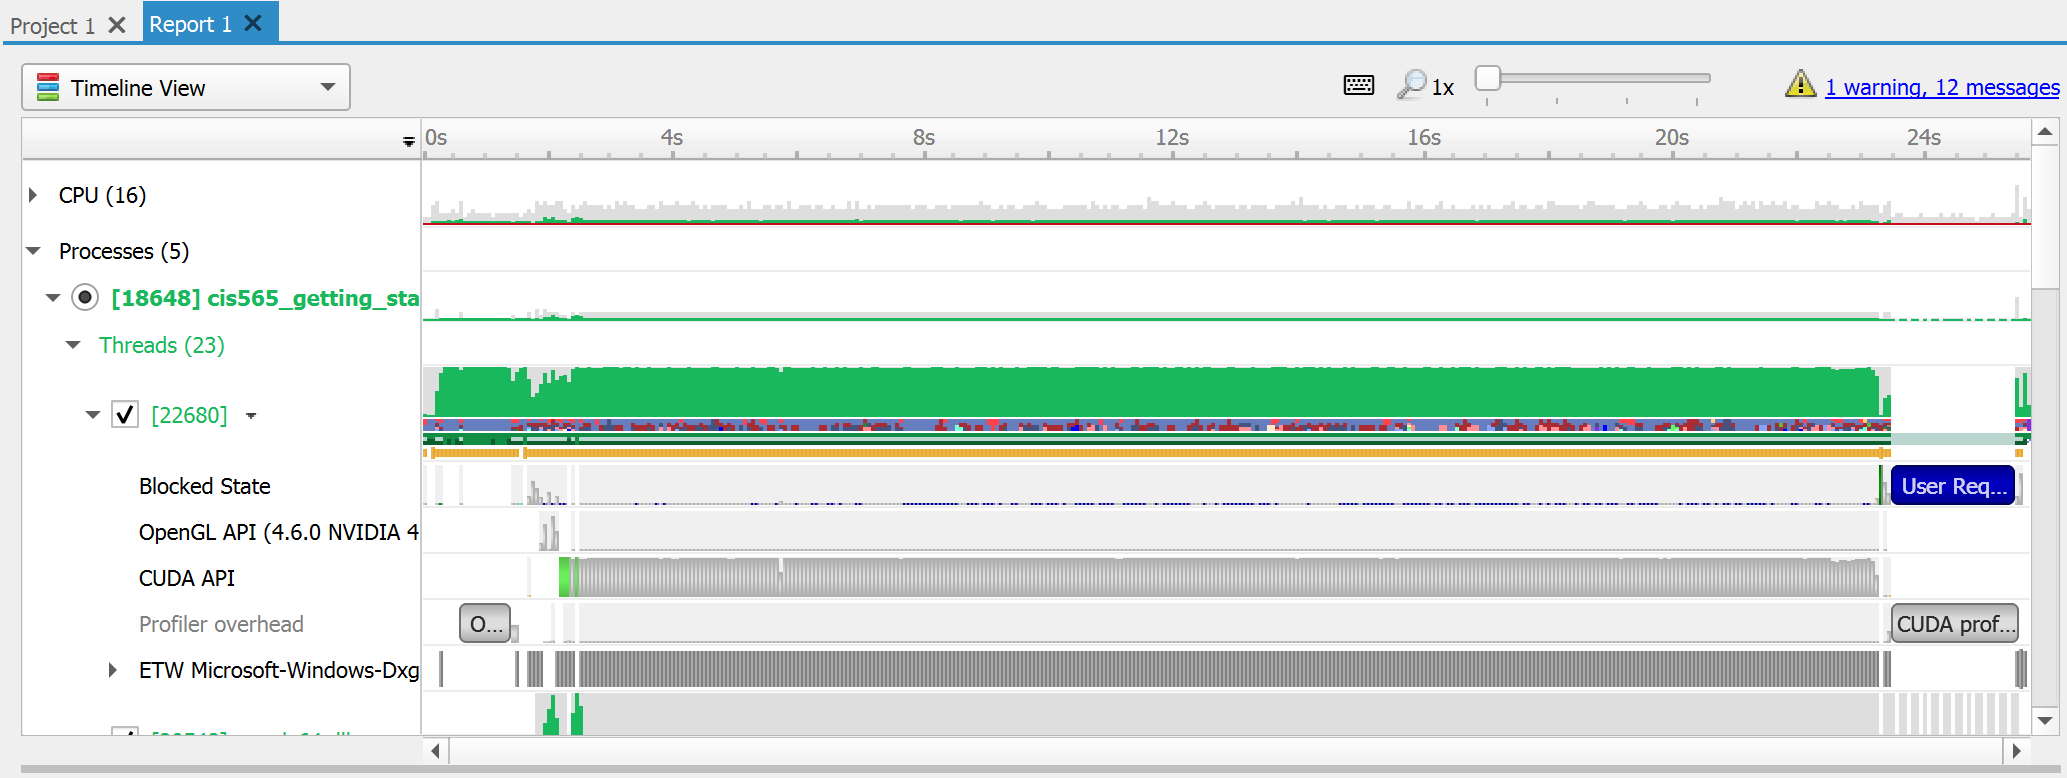 Project 1
Report 1
Timeline View
1x
1 warning, 12 messages
0s 4s 8s 12s 16s 20s 24s
CPU (16)
Processes (5)
[18648] cis565_getting_sta
Threads (23)
[22680]
Blocked State
User Req...
OpenGL API (4.6.0 NVIDIA 4
CUDA API
Profiler overhead
O...
CUDA prof...
ETW Microsoft-Windows-Dxg